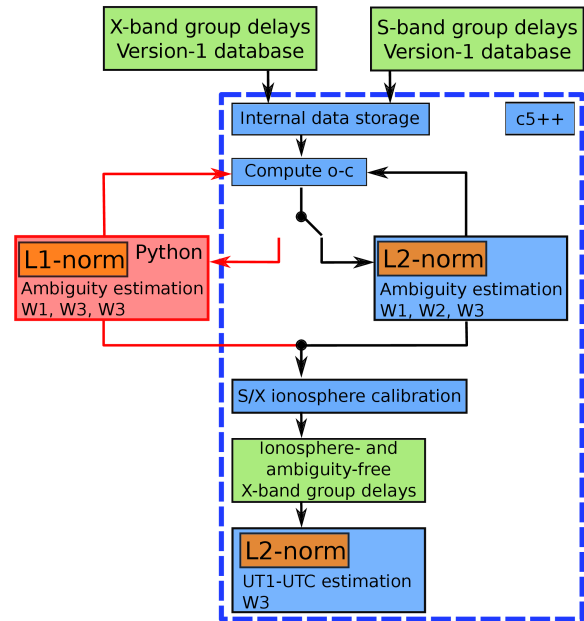 X-band group delays
Version-1 database
S-band group delays
Version-1 database
Internal data storage
c5++
Compute o-c
L1-norm
Python
Ambiguity estimation
W1, W3, W3
L2-norm
Ambiguity estimation
W1, W2, W3
S/X ionosphere calibration
Ionosphere- and
ambiguity-free
X-band group delays
L2-norm
UT1-UTC estimation
W3